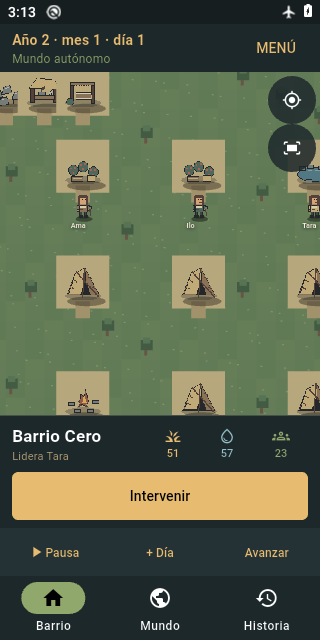 3:13
Año 2 · mes 1 · día 1
Mundo autónomo
MENÚ
Ama
Ilo
Tara
Barrio Cero
Lidera Tara
51
57
23
Intervenir
Pausa
+ Día
Avanzar
Barrio
Mundo
Historia